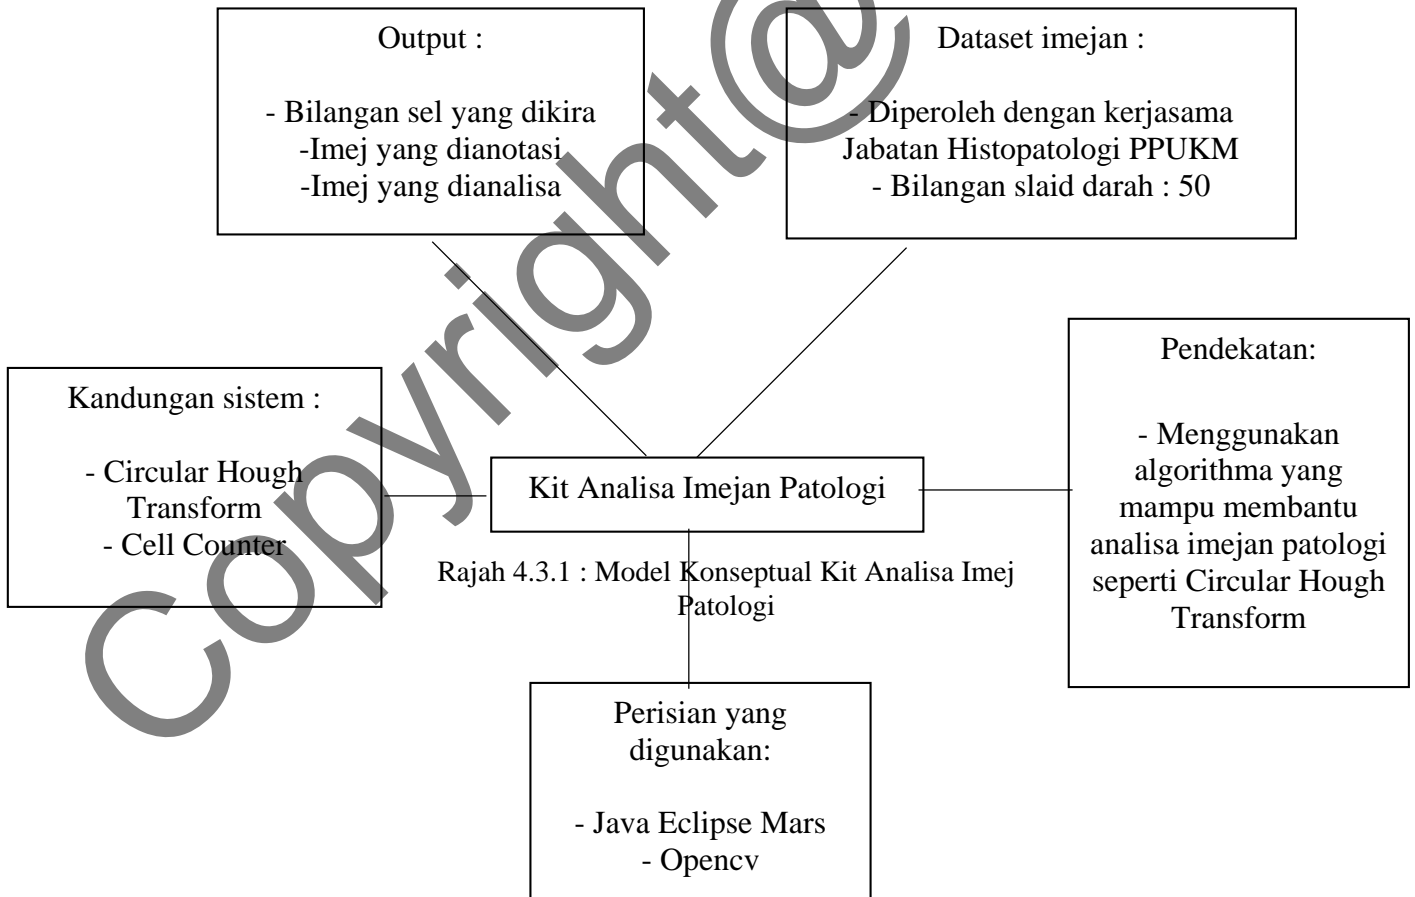 Output :
- Bilangan sel yang dikira
-Imej yang dianotasi
-Imej yang dianalisa
Dataset imejan :
- Diperoleh dengan kerjasama
Jabatan Histopatologi PPUKM
- Bilangan slaid darah : 50
Kandungan sistem :
- Circular Hough
Transform
- Cell Counter
Kit Analisa Imejan Patologi
Pendekatan:
- Menggunakan
algorithma yang
mampu membantu
analisa imejan patologi
seperti Circular Hough
Transform
Rajah 4.3.1 : Model Konseptual Kit Analisa Imej
Patologi
Perisian yang
digunakan:
- Java Eclipse Mars
- Opencv
Copyright@